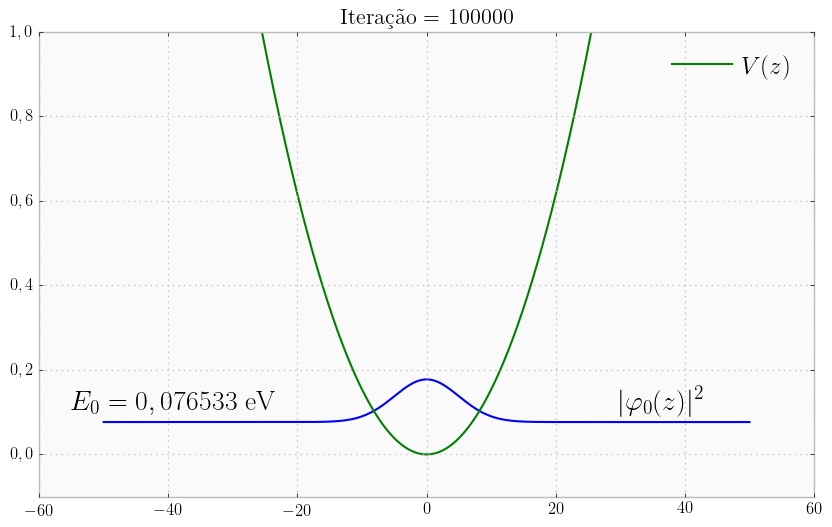 Iteração = 100000
1, 0
0, 8
0, 6
0, 4
0, 2
0, 0
V(z)
E₀ = 0, 076533 eV
|φ₀(z)|²
−60 −40 −20 0 20 40 60